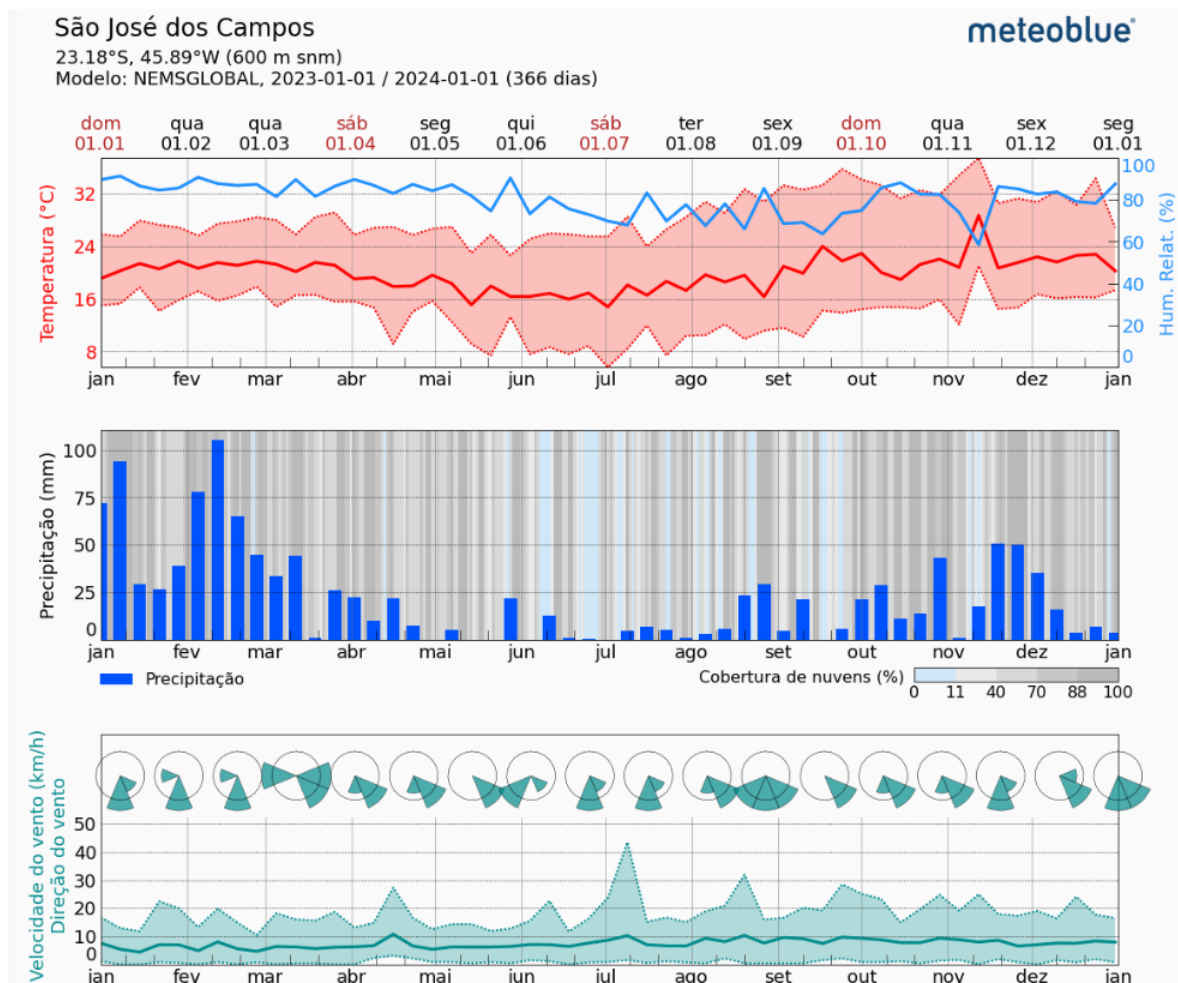 São José dos Campos
meteoblue®
23.18°S, 45.89°W (600 m snm)
Modelo: NEMSGLOBAL, 2023-01-01 / 2024-01-01 (366 dias)
dom qua qua sáb seg qui sáb ter sex dom qua sex seg
01.01 01.02 01.03 01.04 01.05 01.06 01.07 01.08 01.09 01.10 01.11 01.12 01.01
Temperatura (°C)
32
24
16
8
100
80
60
40
20
0
Hum. Relat. (%)
jan fev mar abr mai jun jul ago set out nov dez jan
Precipitação (mm)
100
75
50
25
0
jan fev mar abr mai jun jul ago set out nov dez jan
Precipitação
Cobertura de nuvens (%)
0 11 40 70 88 100
Velocidade do vento (km/h)
Direção do vento
50
40
30
20
10
0
jan fev mar abr mai jun jul ago set out nov dez jan